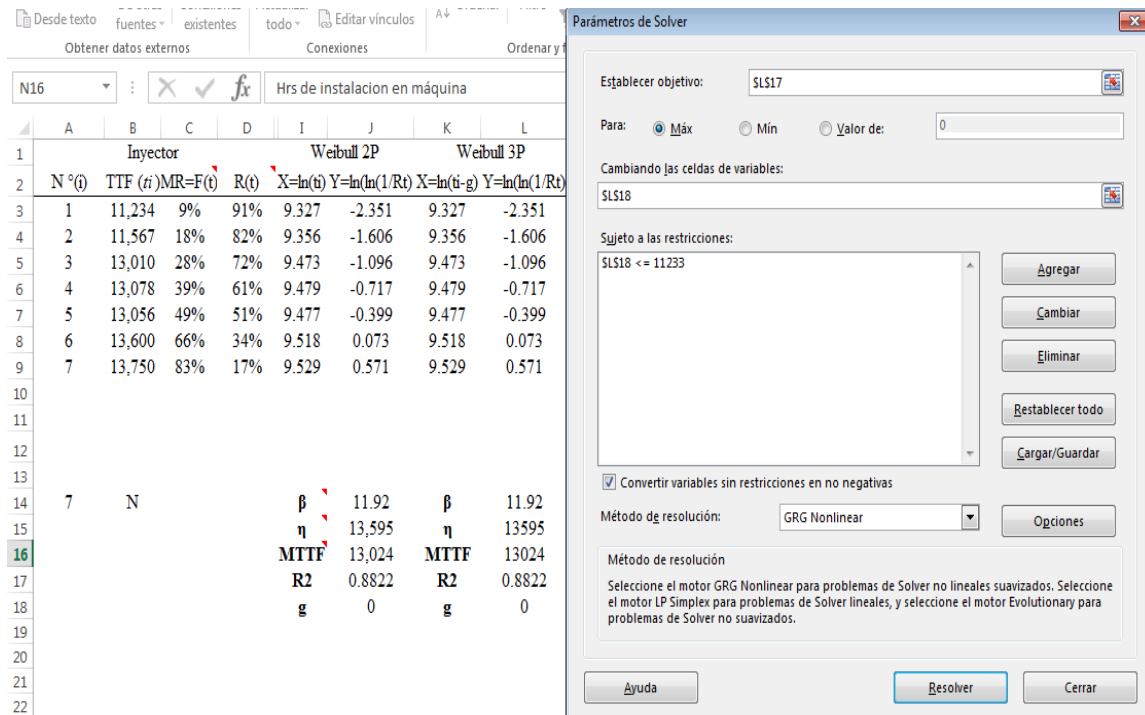 Desde texto fuentes existentes todo Editar vínculos
Obtener datos externos Conexiones Ordenar y f
N16 fx Hrs de instalacion en máquina
A B C D I J K L
1 Inyector Weibull 2P Weibull 3P
2 N °(i) TTF (ti) MR=F(t) R(t) X=ln(ti) Y=ln(ln(1/Rt) X=ln(ti-g) Y=ln(ln(1/Rt)
3 1 11,234 9% 91% 9.327 -2.351 9.327 -2.351
4 2 11,567 18% 82% 9.356 -1.606 9.356 -1.606
5 3 13,010 28% 72% 9.473 -1.096 9.473 -1.096
6 4 13,078 39% 61% 9.479 -0.717 9.479 -0.717
7 5 13,056 49% 51% 9.477 -0.399 9.477 -0.399
8 6 13,600 66% 34% 9.518 0.073 9.518 0.073
9 7 13,750 83% 17% 9.529 0.571 9.529 0.571
10
11
12
13
14 7 N β 11.92 β 11.92
15 η 13,595 η 13595
16 MTTF 13,024 MTTF 13024
17 R2 0.8822 R2 0.8822
18 g 0 g 0
19
20
21
22
Parámetros de Solver
Establecer objetivo: $L$17
Para: Máx Mín Valor de: 0
Cambiando las celdas de variables:
$L$18
Sujeto a las restricciones:
$L$18 <= 11233
Agregar
Cambiar
Eliminar
Restablecer todo
Cargar/Guardar
Convertir variables sin restricciones en no negativas
Método de resolución: GRG Nonlinear Opciones
Método de resolución
Seleccione el motor GRG Nonlinear para problemas de Solver no lineales suavizados. Seleccione
el motor LP Simplex para problemas de Solver lineales, y seleccione el motor Evolutionary para
problemas de Solver no suavizados.
Ayuda Resolver Cerrar